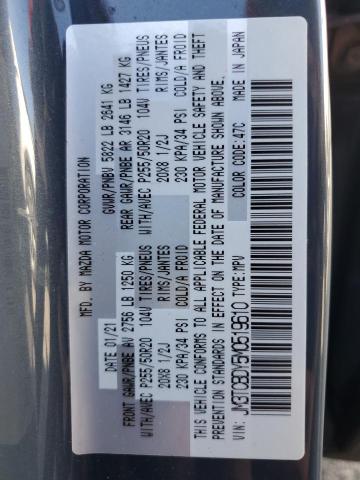 MFD. BY MAZDA MOTOR CORPORATION
DATE 01/21 GVWR/PNBV 5822 LB 2641 KG
FRONT GAWR/PNBE AV 2756 LB 1250 KG REAR GAWR/PNBE AR 3146 LB 1427 KG
WITH/AVEC P255/50R20 104V TIRES/PNEUS WITH/AVEC P255/50R20 104V TIRES/PNEUS
20X8 1/2J RIMS/JANTES 20X8 1/2J RIMS/JANTES
230 KPA/34 PSI COLD/A FROID 230 KPA/34 PSI COLD/A FROID
THIS VEHICLE CONFORMS TO ALL APPLICABLE FEDERAL MOTOR VEHICLE SAFETY AND THEFT
PREVENTION STANDARDS IN EFFECT ON THE DATE OF MANUFACTURE SHOWN ABOVE.
VIN: JM3TCBDY5M0519610 TYPE: MPV COLOR CODE: 47C MADE IN JAPAN